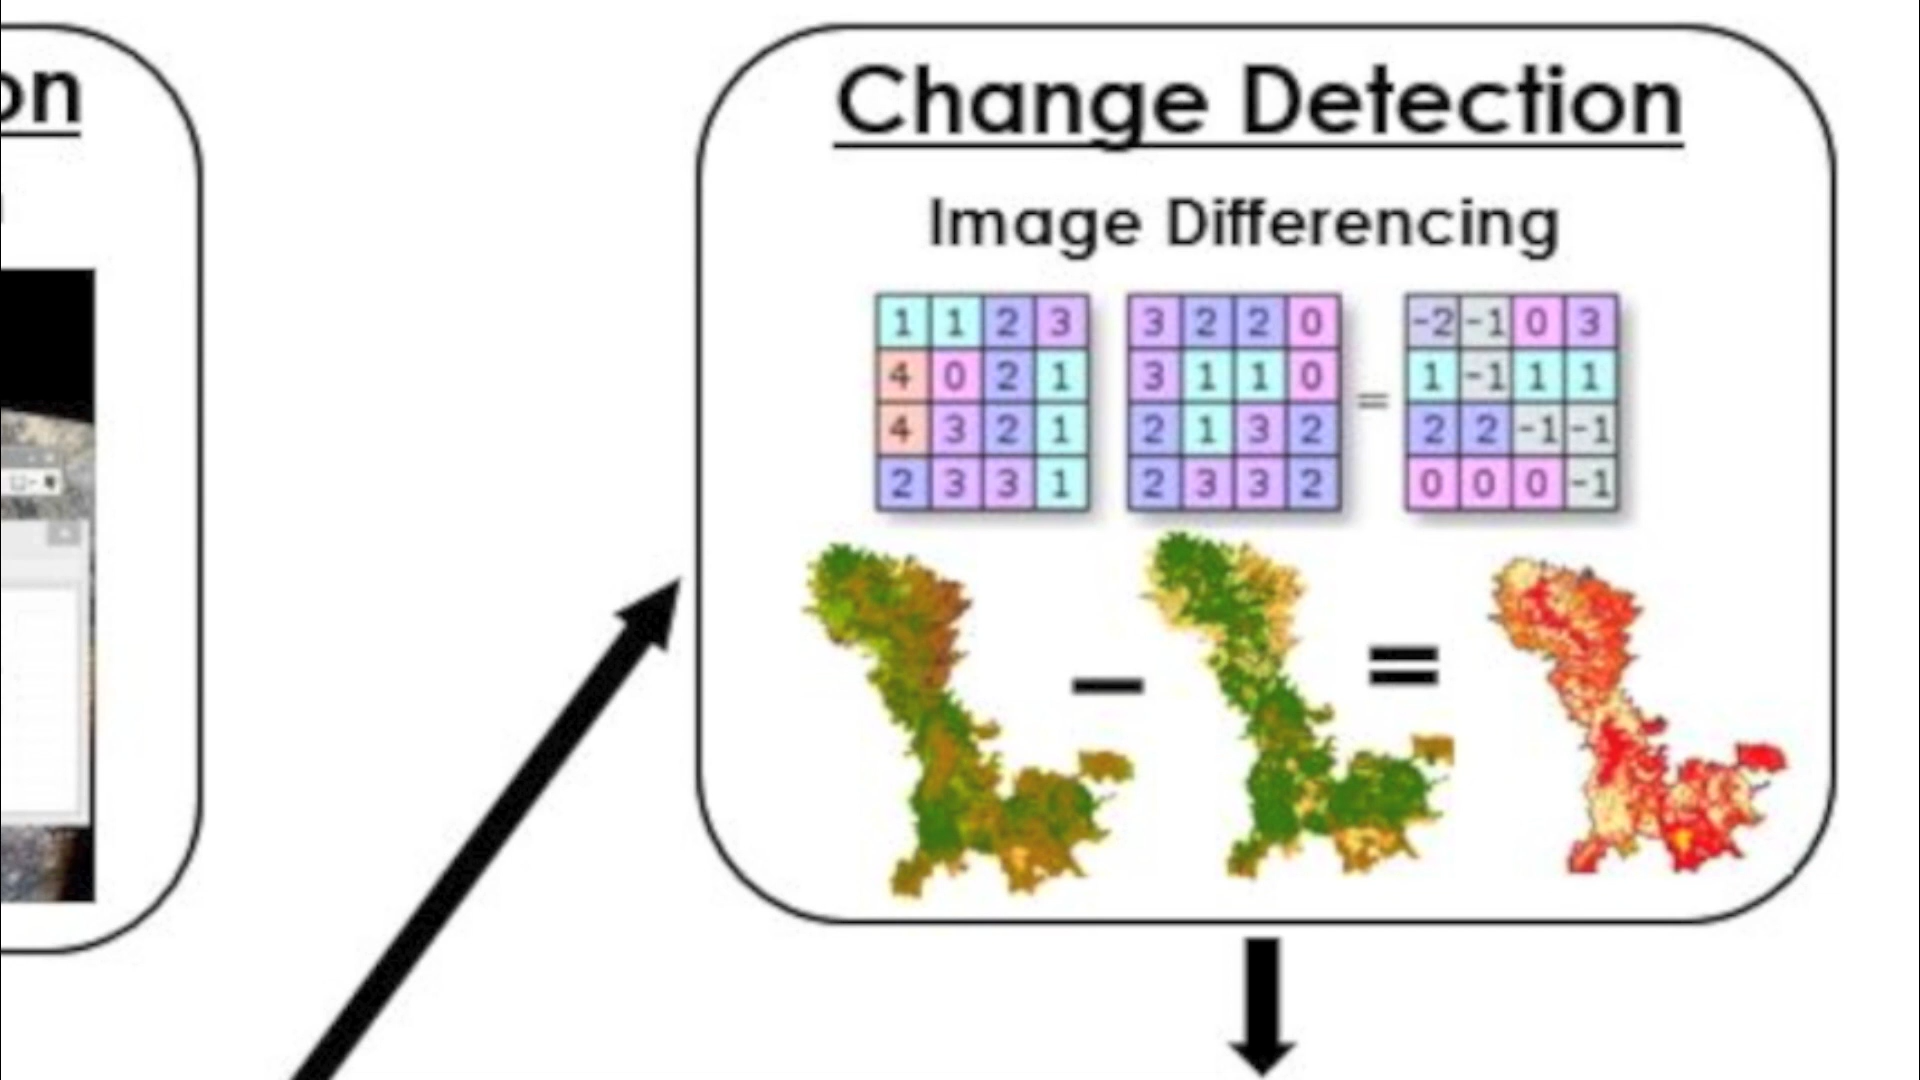 on
Change Detection
Image Differencing
1 1 2 3 3 2 2 0 -2 -1 0 3
4 0 2 1 3 1 1 0 = 1 -1 1 1
4 3 2 1 2 1 3 2 2 2 -1 -1
2 3 3 1 2 3 3 2 0 0 0 -1
− =